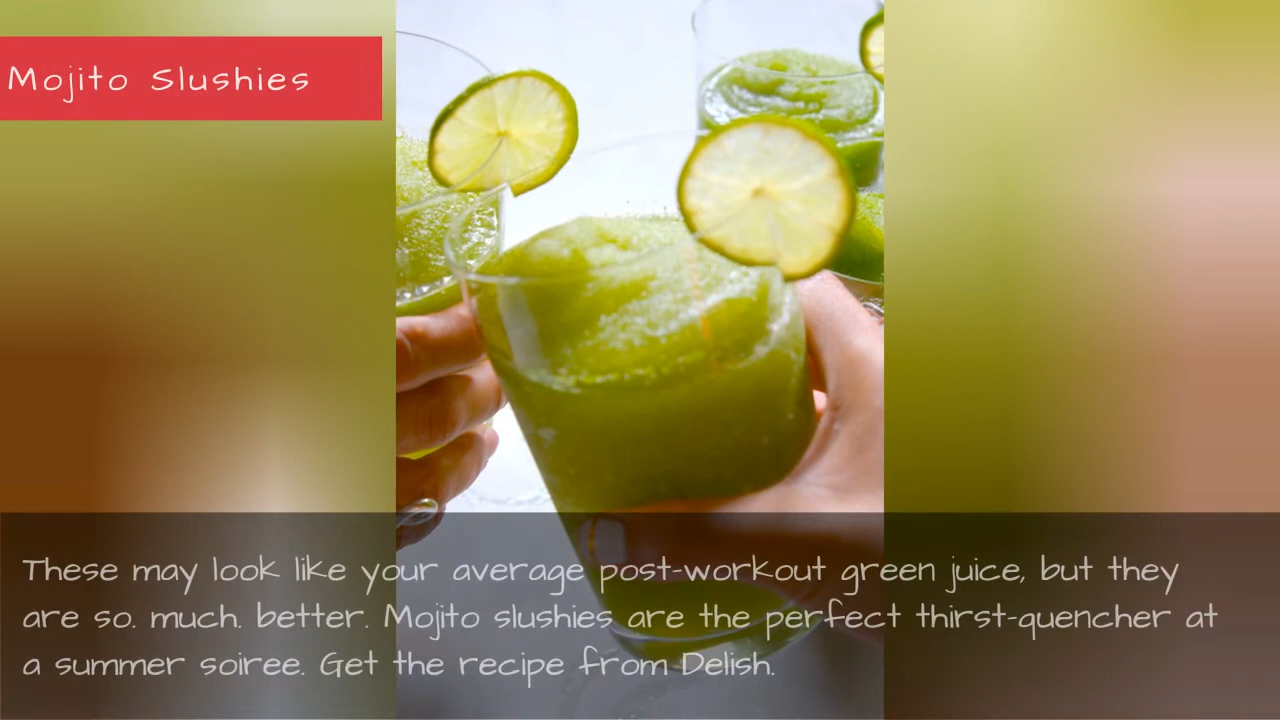 Mojito Slushies
These may look like your average post-workout green juice, but they
are so. much. better. Mojito slushies are the perfect thirst-quencher at
a summer soiree. Get the recipe from Delish.